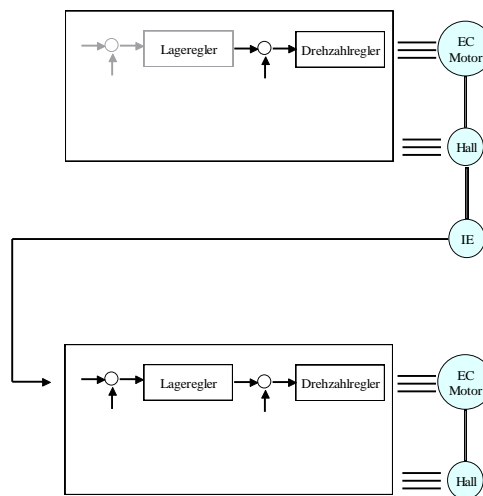 Lageregler
Drehzahlregler
EC
Motor
Hall
IE
Lageregler
Drehzahlregler
EC
Motor
Hall